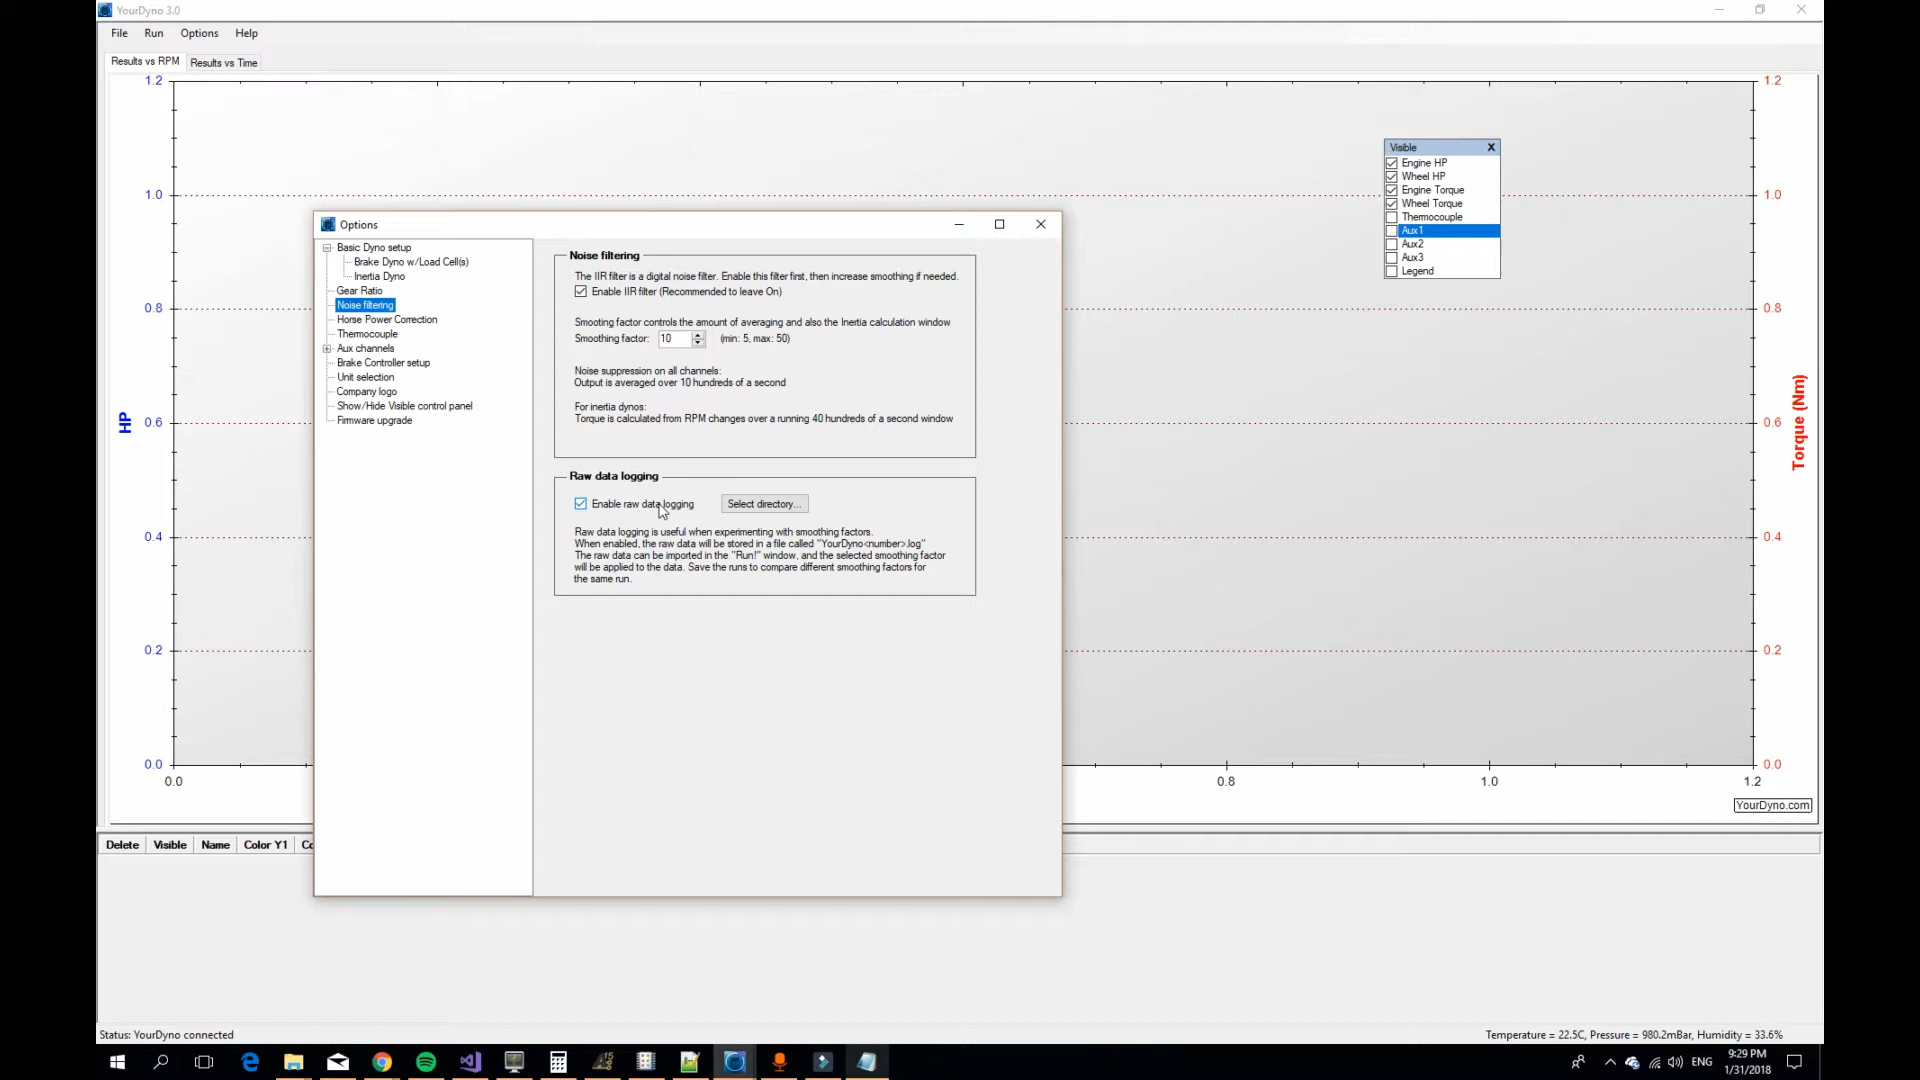 YourDyno 3.0
File Run Options Help
Results vs RPM Results vs Time
1.2
1.0
0.8
0.6
0.4
0.2
0.0
HP
0.0
0.8
1.0
1.2
1.2
1.0
0.8
0.6
0.4
0.2
0.0
Torque (Nm)
YourDyno.com
Visible X
Engine HP
Wheel HP
Engine Torque
Wheel Torque
Thermocouple
Aux1
Aux2
Aux3
Legend
Options
Basic Dyno setup
Brake Dyno w/Load Cell(s)
Inertia Dyno
Gear Ratio
Noise filtering
Horse Power Correction
Thermocouple
Aux channels
Brake Controller setup
Unit selection
Company logo
Show/Hide Visible control panel
Firmware upgrade
Noise filtering
The IIR filter is a digital noise filter. Enable this filter first, then increase smoothing if needed.
Enable IIR filter (Recommended to leave On)
Smooting factor controls the amount of averaging and also the Inertia calculation window
Smoothing factor: 10 (min: 5, max: 50)
Noise suppression on all channels:
Output is averaged over 10 hundreds of a second
For inertia dynos:
Torque is calculated from RPM changes over a running 40 hundreds of a second window
Raw data logging
Enable raw data logging Select directory...
Raw data logging is useful when experimenting with smoothing factors.
When enabled, the raw data will be stored in a file called "YourDyno<number>.log"
The raw data can be imported in the "Run!" window, and the selected smoothing factor
will be applied to the data. Save the runs to compare different smoothing factors for
the same run.
Delete Visible Name Color Y1
Status: YourDyno connected
Temperature = 22.5C, Pressure = 980.2mBar, Humidity = 33.6%
ENG
9:29 PM
1/31/2018